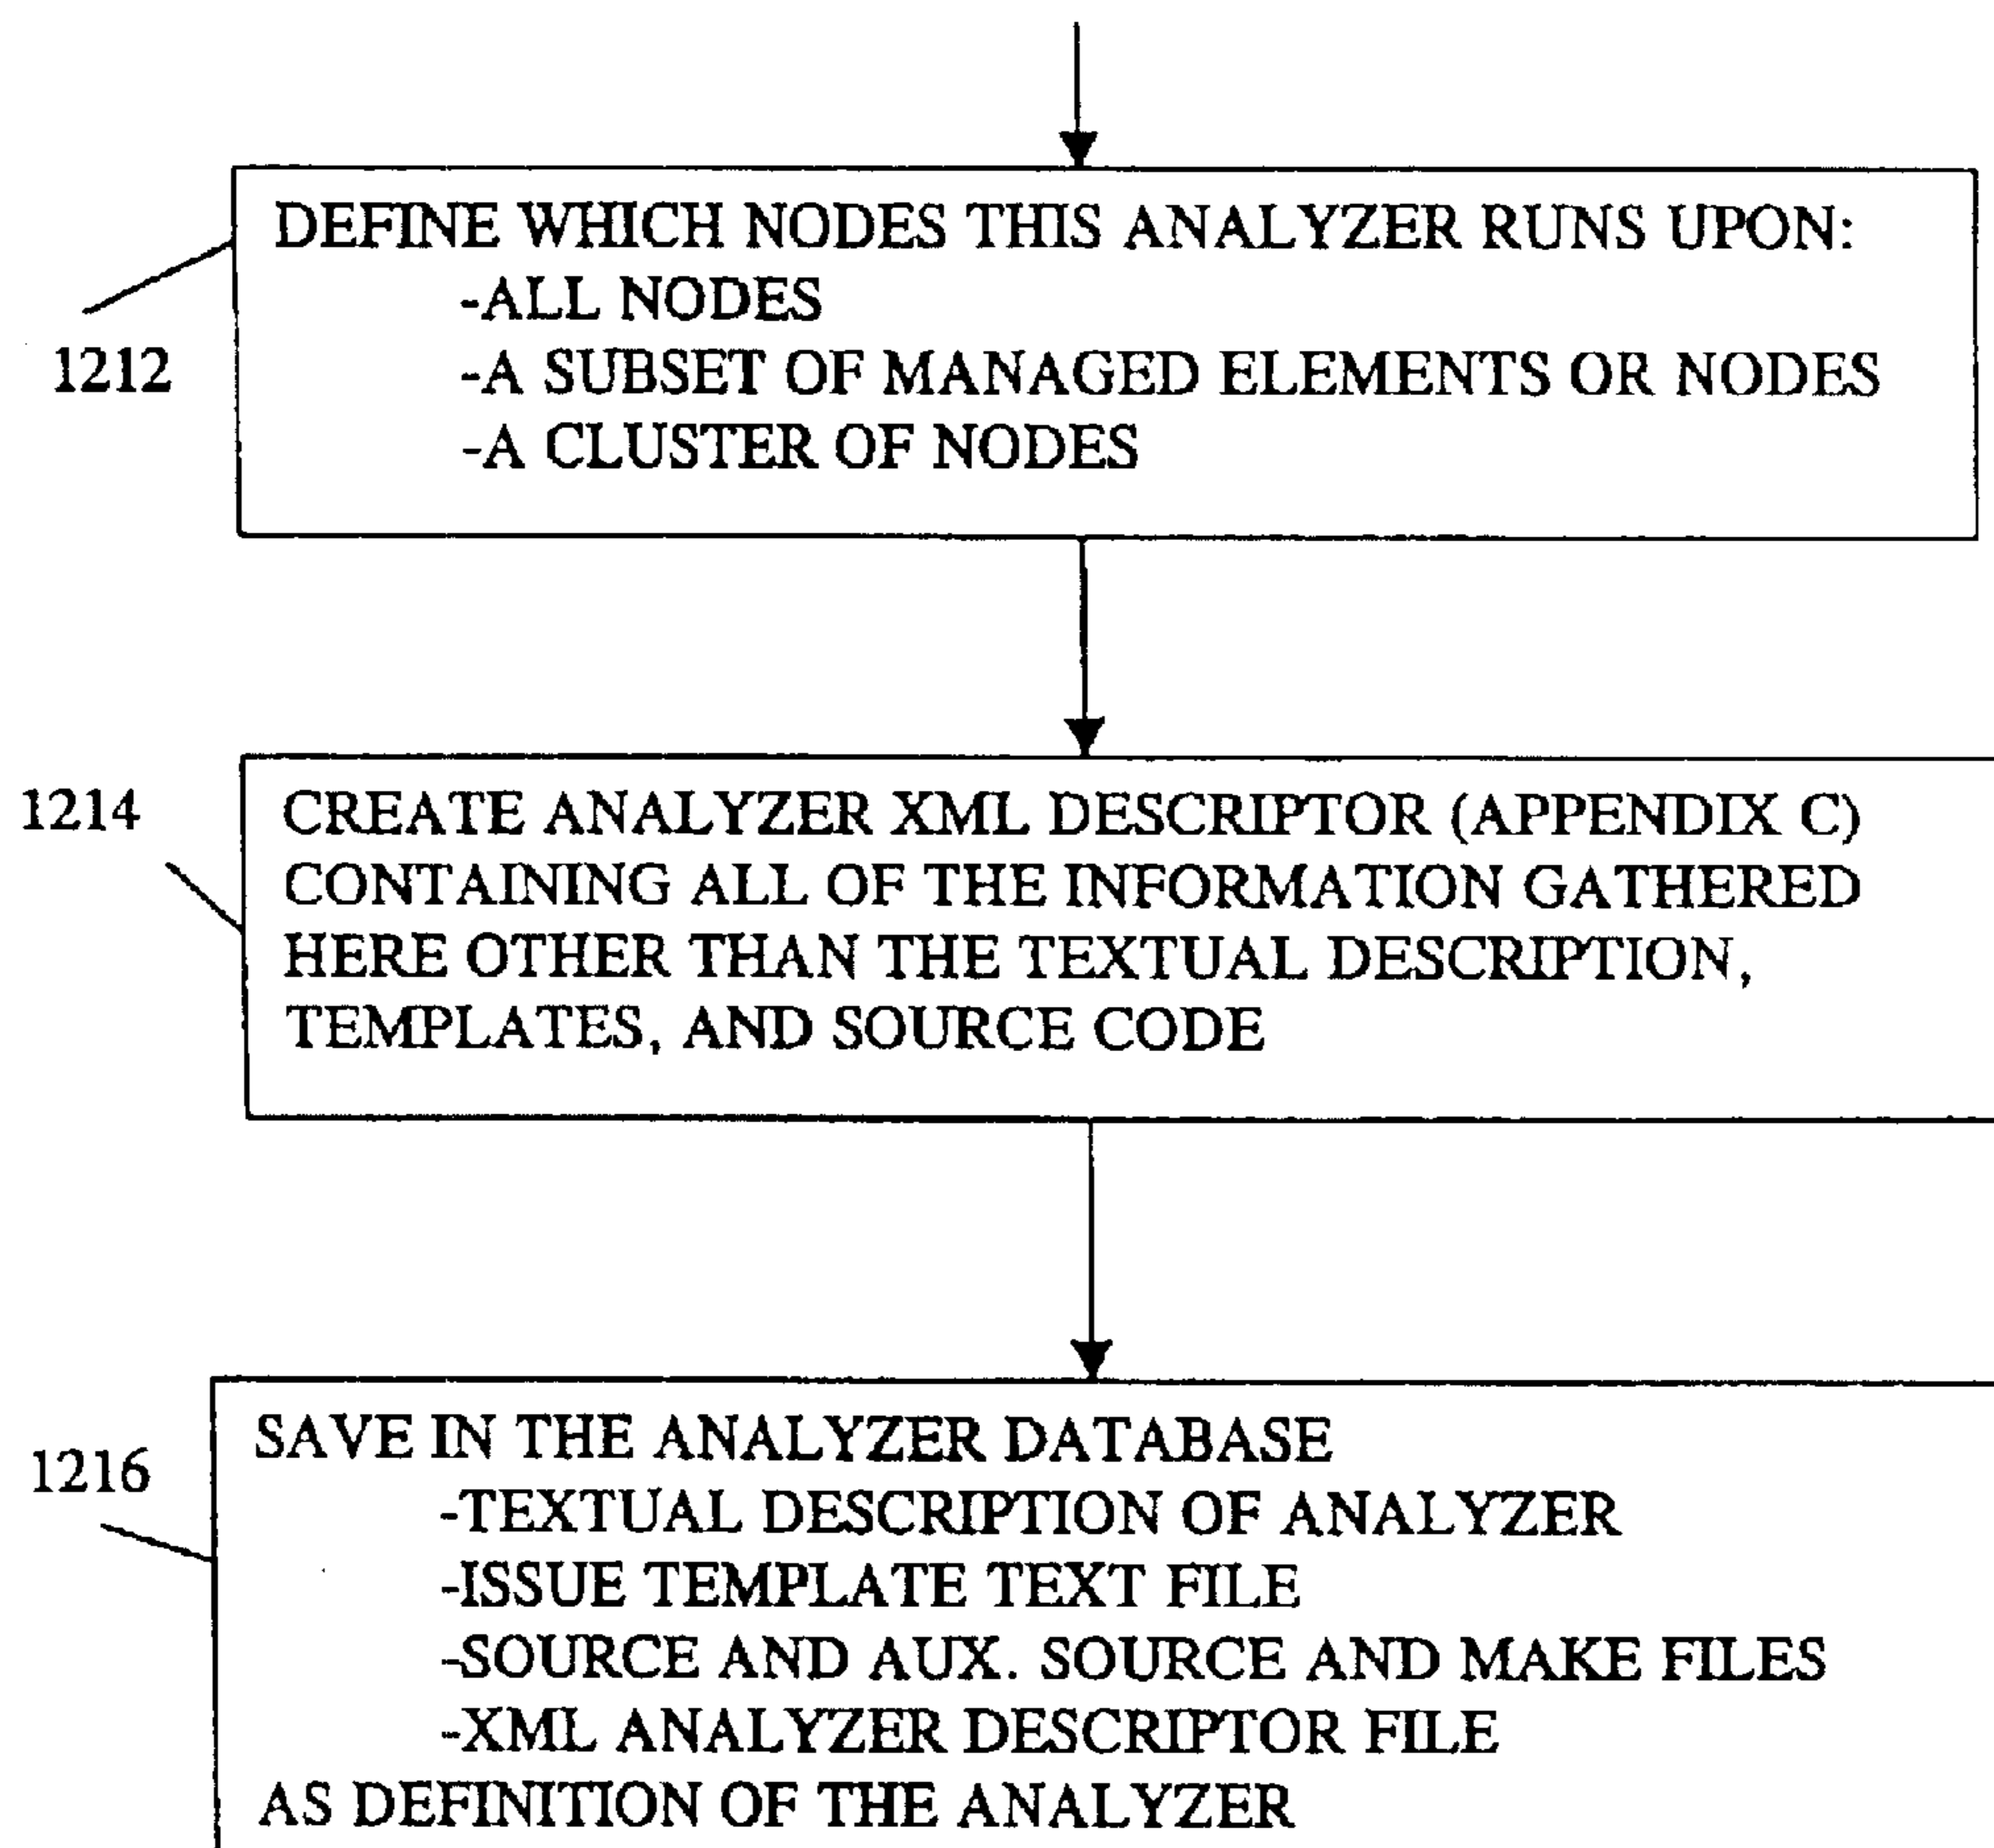 DEFINE WHICH NODES THIS ANALYZER RUNS UPON:
-ALL NODES
-A SUBSET OF MANAGED ELEMENTS OR NODES
-A CLUSTER OF NODES
1212
1214
CREATE ANALYZER XML DESCRIPTOR (APPENDIX C)
CONTAINING ALL OF THE INFORMATION GATHERED
HERE OTHER THAN THE TEXTUAL DESCRIPTION,
TEMPLATES, AND SOURCE CODE
1216
SAVE IN THE ANALYZER DATABASE
-TEXTUAL DESCRIPTION OF ANALYZER
-ISSUE TEMPLATE TEXT FILE
-SOURCE AND AUX. SOURCE AND MAKE FILES
-XML ANALYZER DESCRIPTOR FILE
AS DEFINITION OF THE ANALYZER